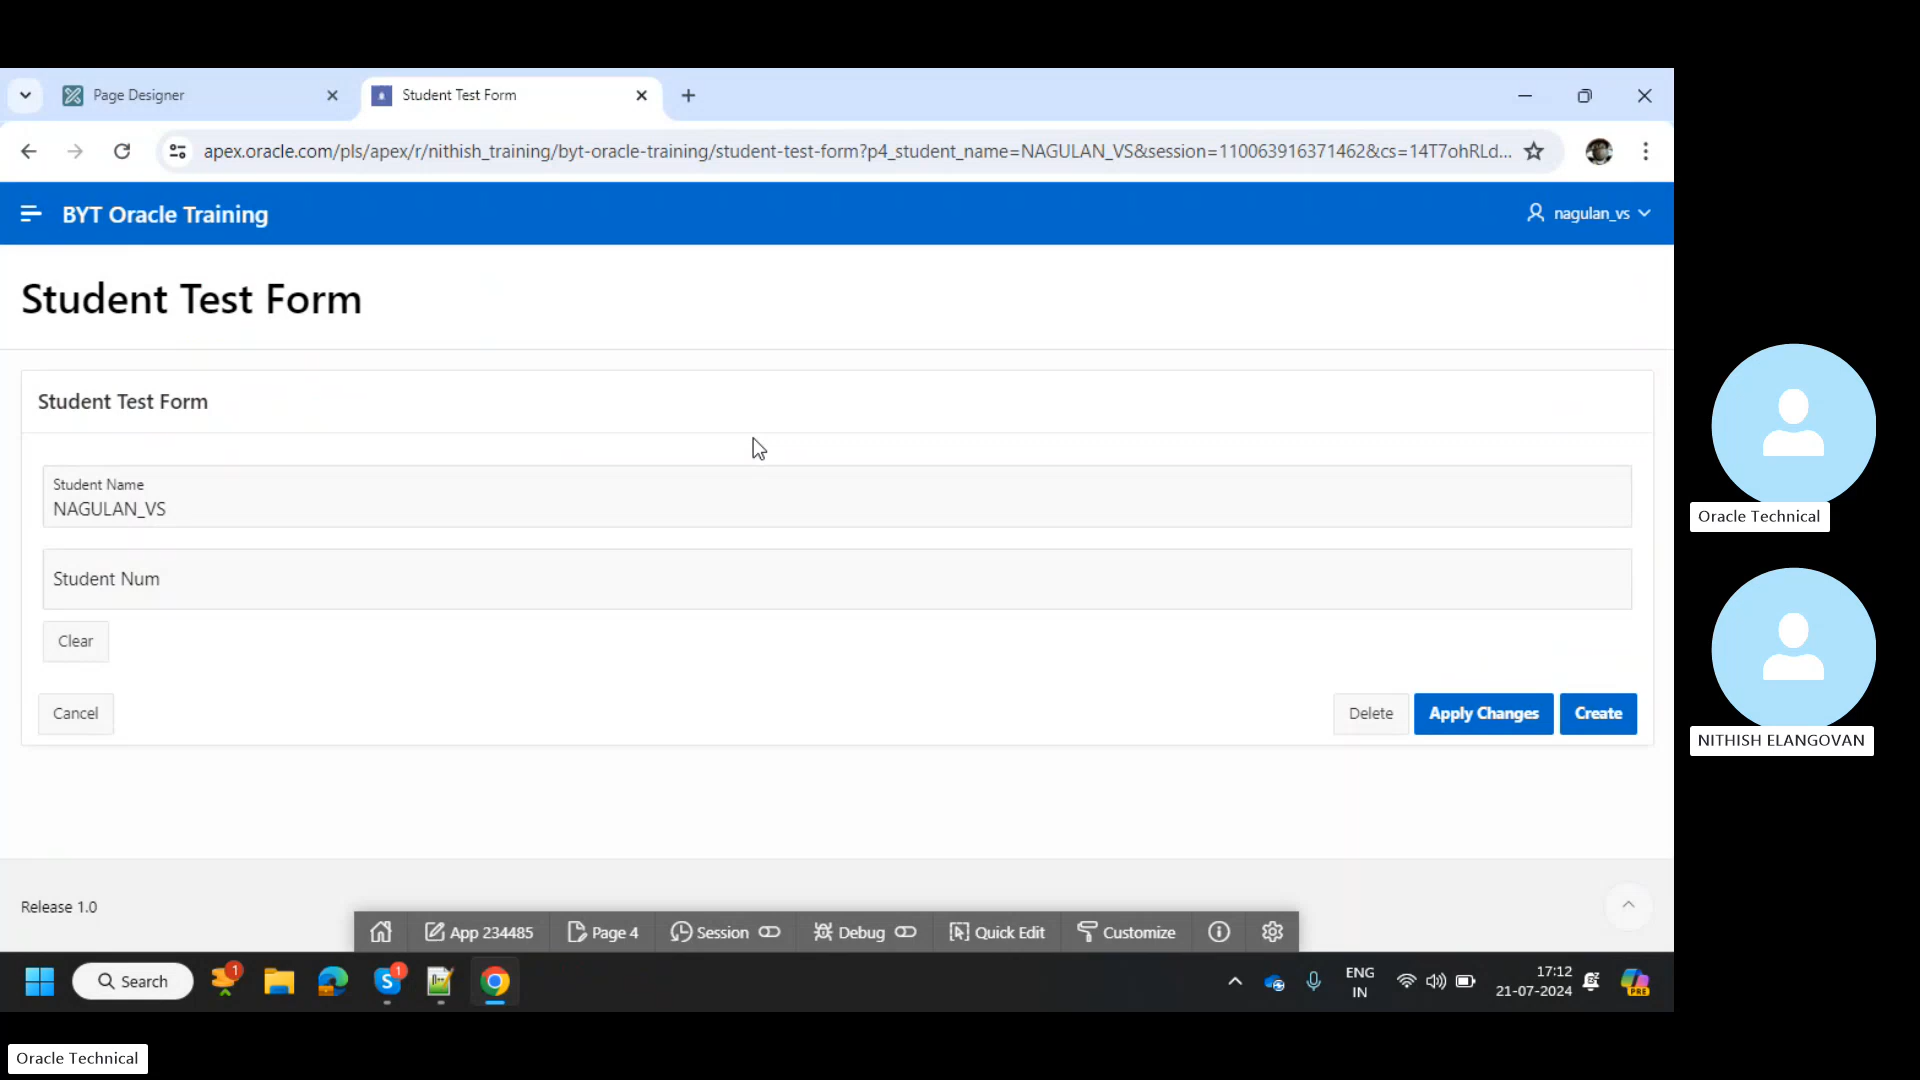 Page Designer
Student Test Form
apex.oracle.com/pls/apex/r/nithish_training/byt-oracle-training/student-test-form?p4_student_name=NAGULAN_VS&session=110063916371462&cs=14T7ohRLd...
BYT Oracle Training
nagulan_vs
Student Test Form
Student Test Form
Student Name
NAGULAN_VS
Student Num
Clear
Cancel
Delete
Apply Changes
Create
Oracle Technical
NITHISH ELANGOVAN
Release 1.0
App 234485
Page 4
Session
Debug
Quick Edit
Customize
Search
1
1
ENG
IN
17:12
21-07-2024
PRE
Oracle Technical